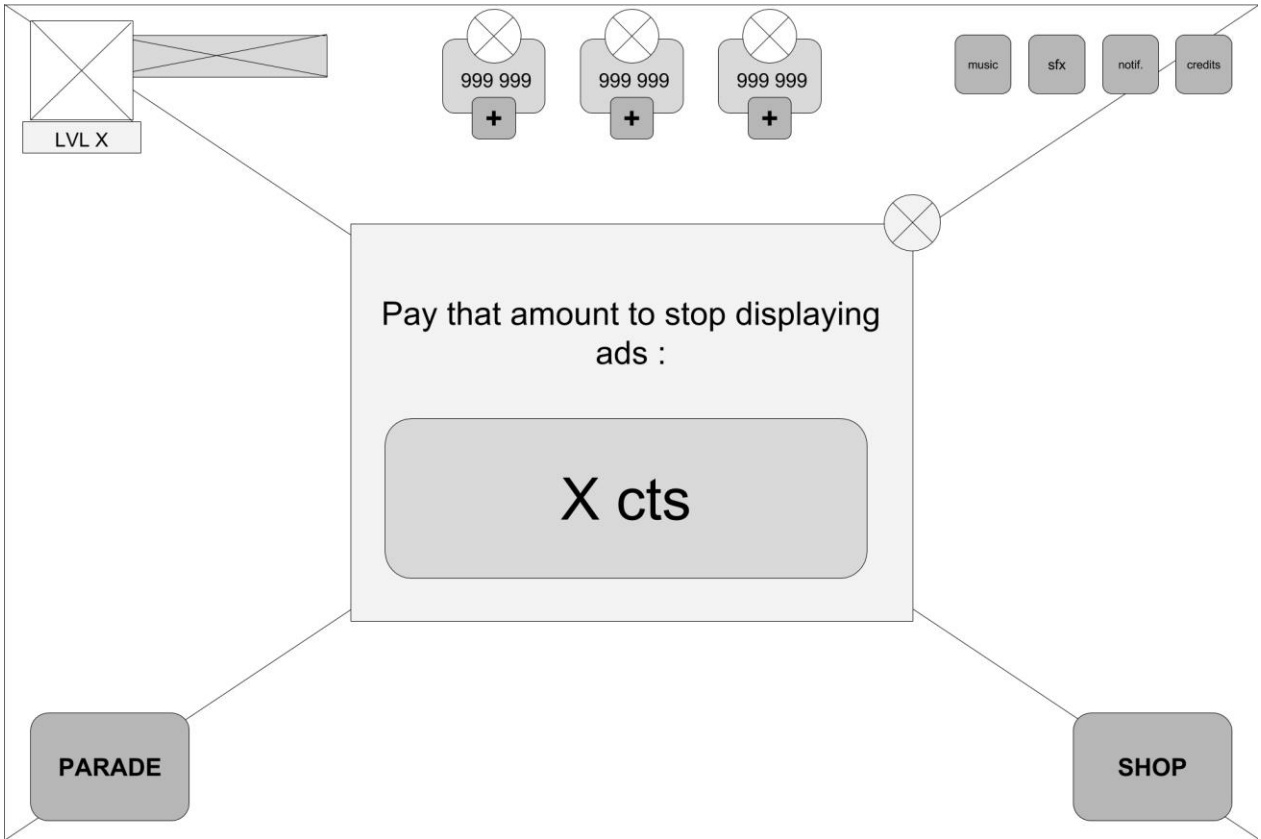 999 999
999 999
999 999
+
+
+
music
sfx
notif.
credits
LVL X
Pay that amount to stop displaying
ads :
X cts
PARADE
SHOP